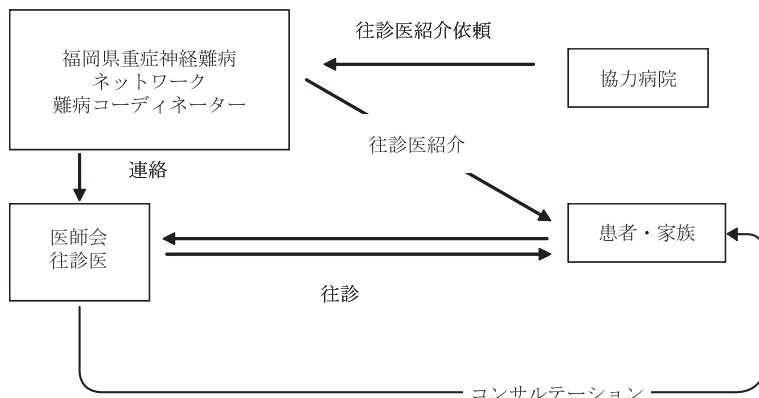 往診医紹介依頼
福岡県重症神経難病
ネットワーク
難病コーディネーター
協力病院
往診医紹介
連絡
医師会
往診医
患者・家族
往診
コンサルテーション